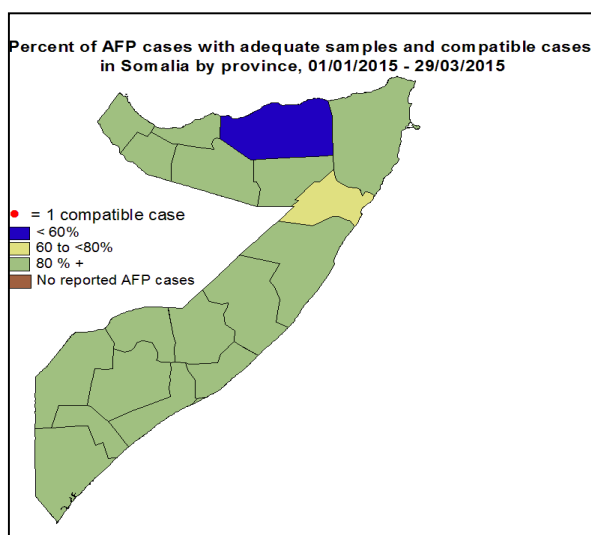 Percent of AFP cases with adequate samples and compatible cases
in Somalia by province, 01/01/2015 - 29/03/2015
= 1 compatible case
< 60%
60 to <80%
80 % +
No reported AFP cases